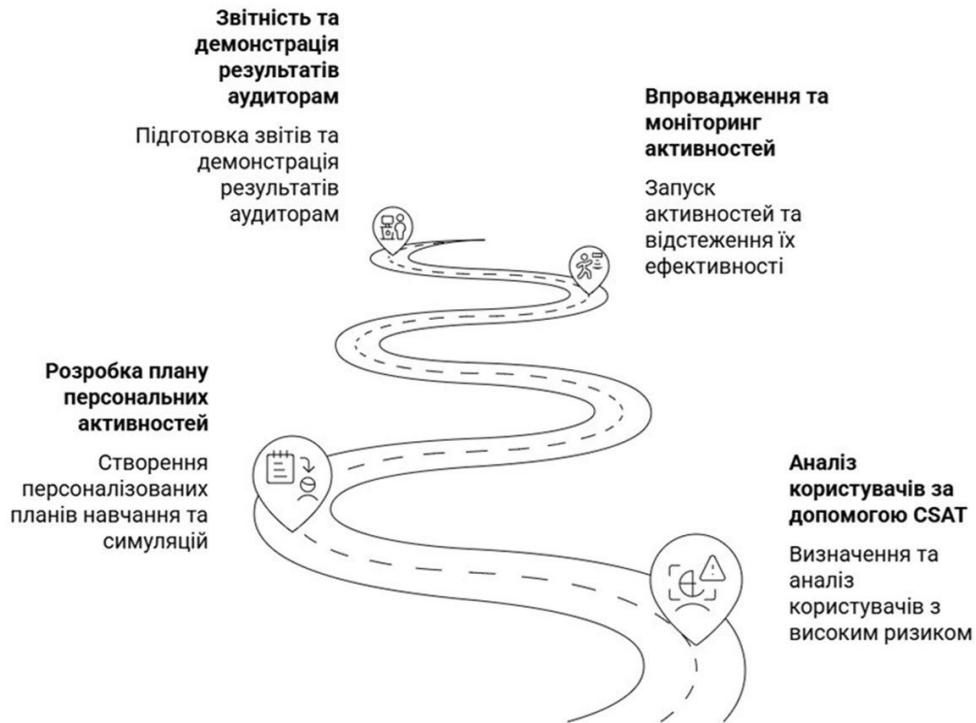 Звітність та
демонстрація
результатів
аудиторам
Підготовка звітів та
демонстрація
результатів
аудиторам
Впровадження та
моніторинг
активностей
Запуск
активностей та
відстеження їх
ефективності
Розробка плану
персональних
активностей
Створення
персоналізованих
планів навчання та
симуляцій
Аналіз
користувачів за
допомогою CSAT
Визначення та
аналіз
користувачів з
високим ризиком